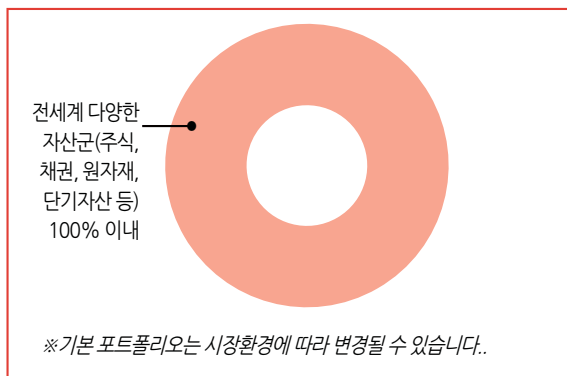 전세계 다양한
자산군(주식,
채권, 원자재,
단기자산 등)
100% 이내
※기본 포트폴리오는 시장환경에 따라 변경될 수 있습니다..